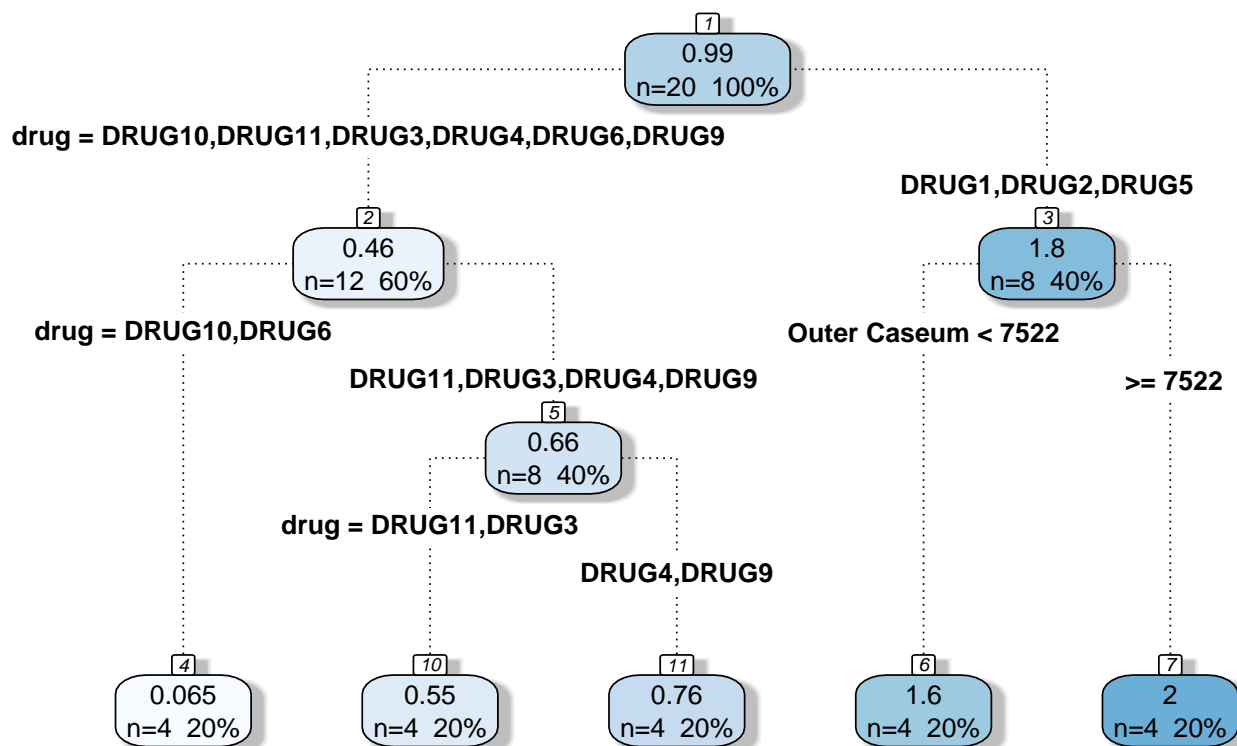 1
0.99
n=20 100%
drug = DRUG10,DRUG11,DRUG3,DRUG4,DRUG6,DRUG9
DRUG1,DRUG2,DRUG5
2
0.46
n=12 60%
3
1.8
n=8 40%
drug = DRUG10,DRUG6
Outer Caseum < 7522
DRUG11,DRUG3,DRUG4,DRUG9
>= 7522
5
0.66
n=8 40%
drug = DRUG11,DRUG3
DRUG4,DRUG9
4
0.065
n=4 20%
10
0.55
n=4 20%
11
0.76
n=4 20%
6
1.6
n=4 20%
7
2
n=4 20%